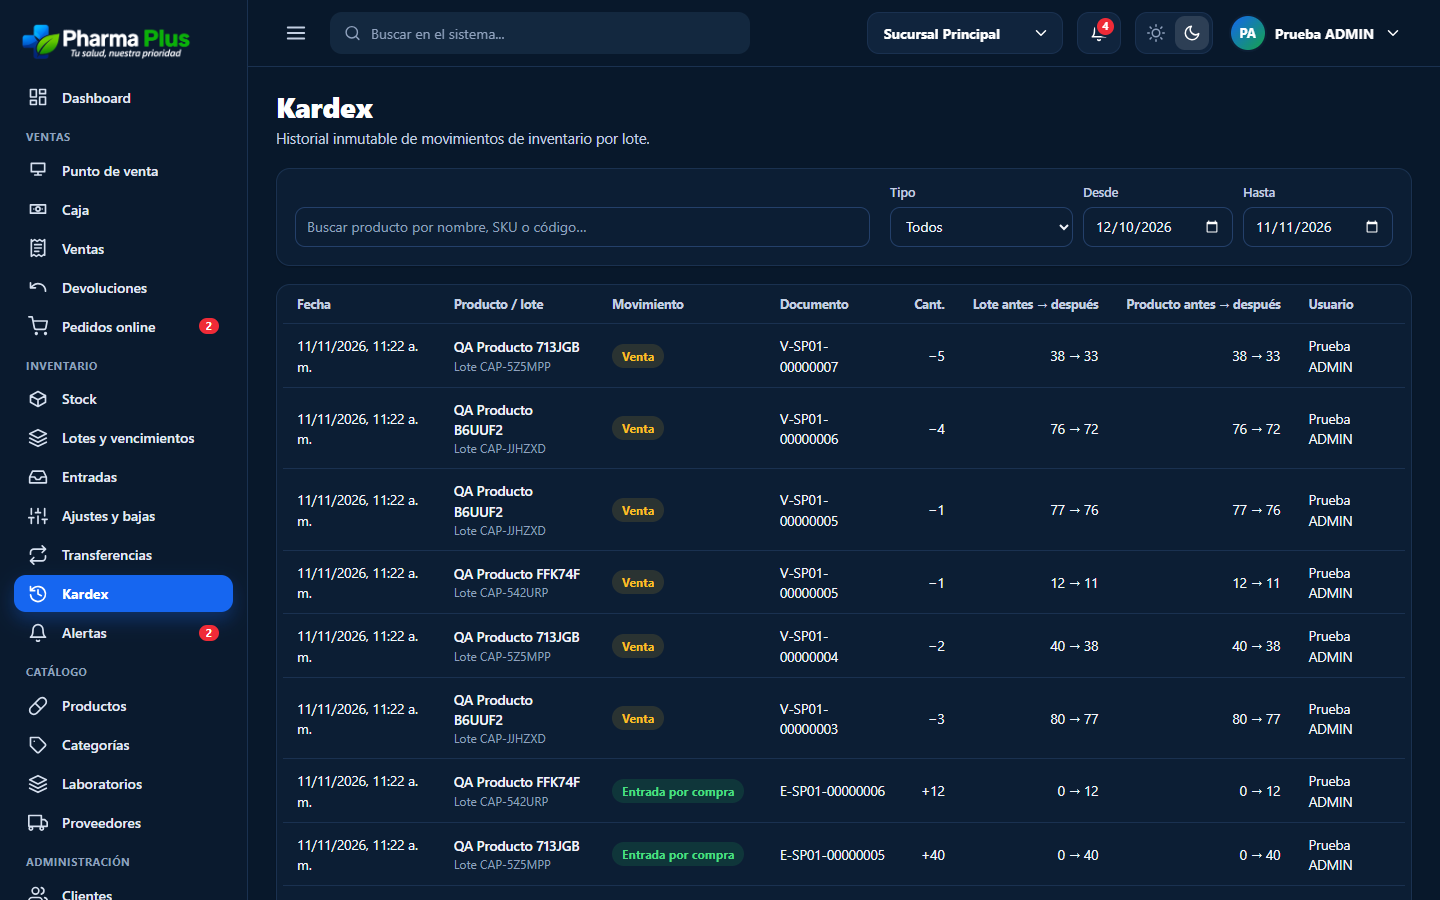 Pharma Plus
Tu salud, nuestra prioridad
Buscar en el sistema...
Sucursal Principal
4
PA
Prueba ADMIN
Dashboard
VENTAS
Punto de venta
Caja
Ventas
Devoluciones
Pedidos online
2
INVENTARIO
Stock
Lotes y vencimientos
Entradas
Ajustes y bajas
Transferencias
Kardex
Alertas
2
CATÁLOGO
Productos
Categorías
Laboratorios
Proveedores
ADMINISTRACIÓN
Clientes
Kardex
Historial inmutable de movimientos de inventario por lote.
Buscar producto por nombre, SKU o código...
Tipo
Todos
Desde
12/10/2026
Hasta
11/11/2026
Fecha Producto / lote Movimiento Documento Cant. Lote antes → después Producto antes → después Usuario
11/11/2026, 11:22 a.
m.
QA Producto 713JGB
Lote CAP-5Z5MPP
Venta
V-SP01-
00000007
−5
38 → 33
38 → 33
Prueba
ADMIN
11/11/2026, 11:22 a.
m.
QA Producto
B6UUF2
Lote CAP-JJHZXD
Venta
V-SP01-
00000006
−4
76 → 72
76 → 72
Prueba
ADMIN
11/11/2026, 11:22 a.
m.
QA Producto
B6UUF2
Lote CAP-JJHZXD
Venta
V-SP01-
00000005
−1
77 → 76
77 → 76
Prueba
ADMIN
11/11/2026, 11:22 a.
m.
QA Producto FFK74F
Lote CAP-542URP
Venta
V-SP01-
00000005
−1
12 → 11
12 → 11
Prueba
ADMIN
11/11/2026, 11:22 a.
m.
QA Producto 713JGB
Lote CAP-5Z5MPP
Venta
V-SP01-
00000004
−2
40 → 38
40 → 38
Prueba
ADMIN
11/11/2026, 11:22 a.
m.
QA Producto
B6UUF2
Lote CAP-JJHZXD
Venta
V-SP01-
00000003
−3
80 → 77
80 → 77
Prueba
ADMIN
11/11/2026, 11:22 a.
m.
QA Producto FFK74F
Lote CAP-542URP
Entrada por compra
E-SP01-00000006
+12
0 → 12
0 → 12
Prueba
ADMIN
11/11/2026, 11:22 a.
m.
QA Producto 713JGB
Lote CAP-5Z5MPP
Entrada por compra
E-SP01-00000005
+40
0 → 40
0 → 40
Prueba
ADMIN